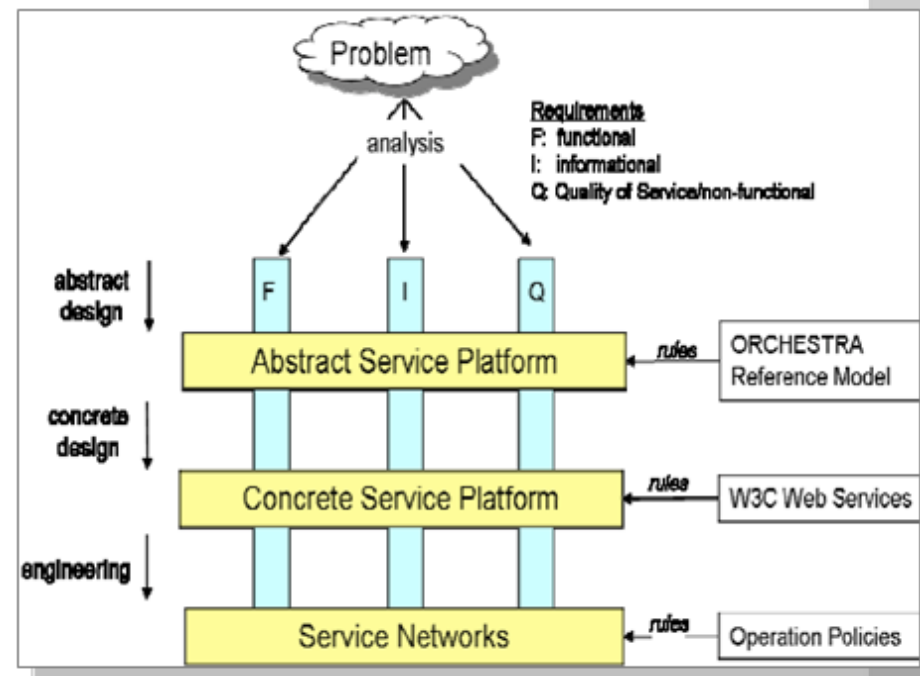 Problem
analysis
Requirements
F: functional
I: informational
Q: Quality of Service/non-functional
abstract
design
F
I
Q
Abstract Service Platform
rules
ORCHESTRA
Reference Model
concrete
design
Concrete Service Platform
rules
W3C Web Services
engineering
Service Networks
rules
Operation Policies